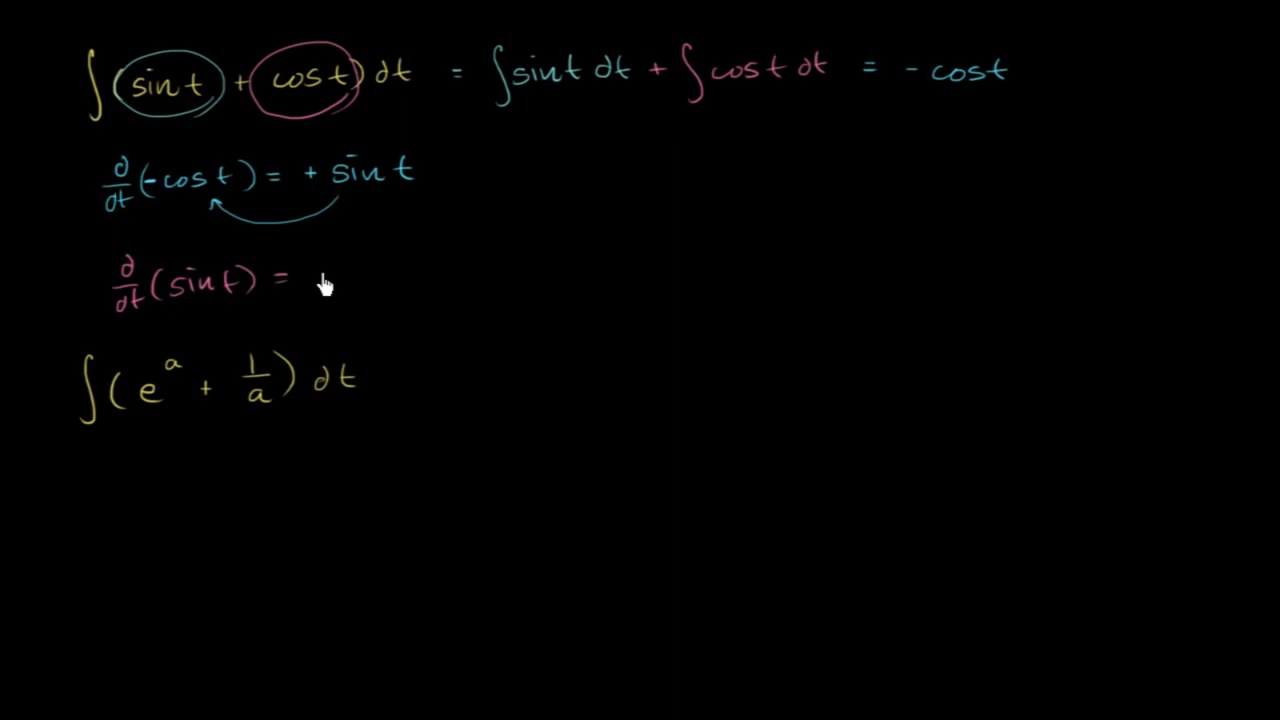 ∫(sin t + cos t) dt = ∫sin t dt + ∫cos t dt = - cos t
d/dt (-cos t) = + sin t
d/dt (sin t) =
∫(e^a + 1/a) dt